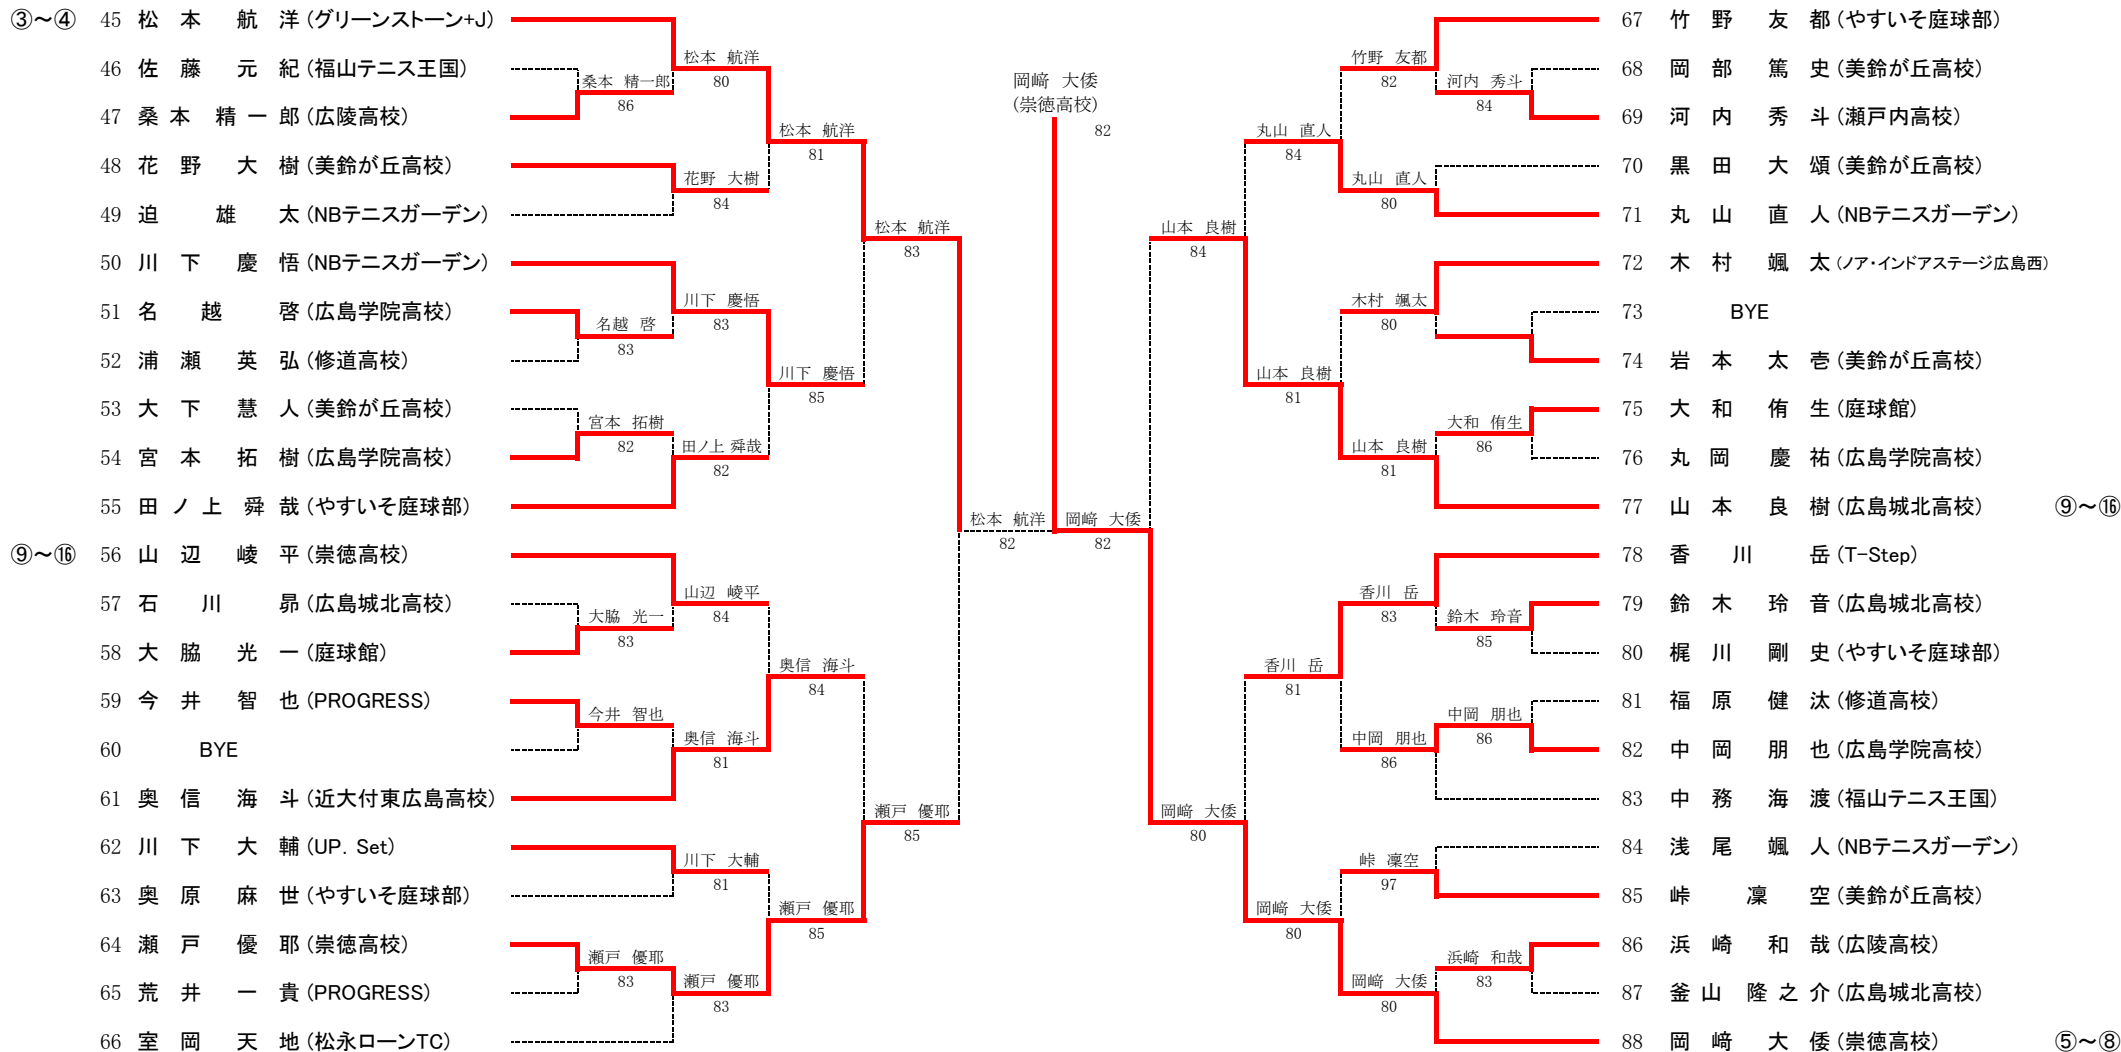 ③～④ 45 松本 航洋 (グリーンストーン+J)
46 佐藤 元紀 (福山テニス王国)
47 桑本 精一郎 (広陵高校)
48 花野 大樹 (美鈴が丘高校)
49 迫 雄太 (NBテニスガーデン)
50 川下 慶悟 (NBテニスガーデン)
51 名越 啓 (広島学院高校)
52 浦瀬 英弘 (修道高校)
53 大下 慧人 (美鈴が丘高校)
54 宮本 拓樹 (広島学院高校)
55 田ノ上 舜哉 (やすいそ庭球部)
⑨～⑯ 56 山辺 崚平 (崇徳高校)
57 石川 昴 (広島城北高校)
58 大脇 光一 (庭球館)
59 今井 智也 (PROGRESS)
60 BYE
61 奥信 海斗 (近大付東広島高校)
62 川下 大輔 (UP. Set)
63 奥原 麻世 (やすいそ庭球部)
64 瀬戸 優耶 (崇徳高校)
65 荒井 一貴 (PROGRESS)
66 室岡 天地 (松永ローンTC)
桑本 精一郎
86
名越 啓
83
宮本 拓樹
82
大脇 光一
83
今井 智也
瀬戸 優耶
83
松本 航洋
80
花野 大樹
84
川下 慶悟
83
田ノ上 舜哉
82
山辺 崚平
84
奥信 海斗
81
川下 大輔
81
瀬戸 優耶
83
松本 航洋
81
川下 慶悟
85
奥信 海斗
84
瀬戸 優耶
85
松本 航洋
83
瀬戸 優耶
85
松本 航洋
82
岡﨑 大倭
(崇徳高校)
82
岡﨑 大倭
82
山本 良樹
84
岡﨑 大倭
80
丸山 直人
84
山本 良樹
81
香川 岳
81
岡﨑 大倭
80
竹野 友都
82
丸山 直人
80
木村 颯太
80
山本 良樹
81
香川 岳
83
中岡 朋也
86
峠 凜空
97
岡﨑 大倭
80
河内 秀斗
84
大和 侑生
86
鈴木 玲音
85
中岡 朋也
86
浜崎 和哉
83
67 竹野 友都 (やすいそ庭球部)
68 岡部 篤史 (美鈴が丘高校)
69 河内 秀斗 (瀬戸内高校)
70 黒田 大頌 (美鈴が丘高校)
71 丸山 直人 (NBテニスガーデン)
72 木村 颯太 (ノア・インドアステージ広島西)
73 BYE
74 岩本 太壱 (美鈴が丘高校)
75 大和 侑生 (庭球館)
76 丸岡 慶祐 (広島学院高校)
77 山本 良樹 (広島城北高校) ⑨～⑯
78 香川 岳 (T-Step)
79 鈴木 玲音 (広島城北高校)
80 梶川 剛史 (やすいそ庭球部)
81 福原 健汰 (修道高校)
82 中岡 朋也 (広島学院高校)
83 中務 海渡 (福山テニス王国)
84 浅尾 颯人 (NBテニスガーデン)
85 峠 凜空 (美鈴が丘高校)
86 浜崎 和哉 (広陵高校)
87 釜山 隆之介 (広島城北高校)
88 岡﨑 大倭 (崇徳高校) ⑤～⑧